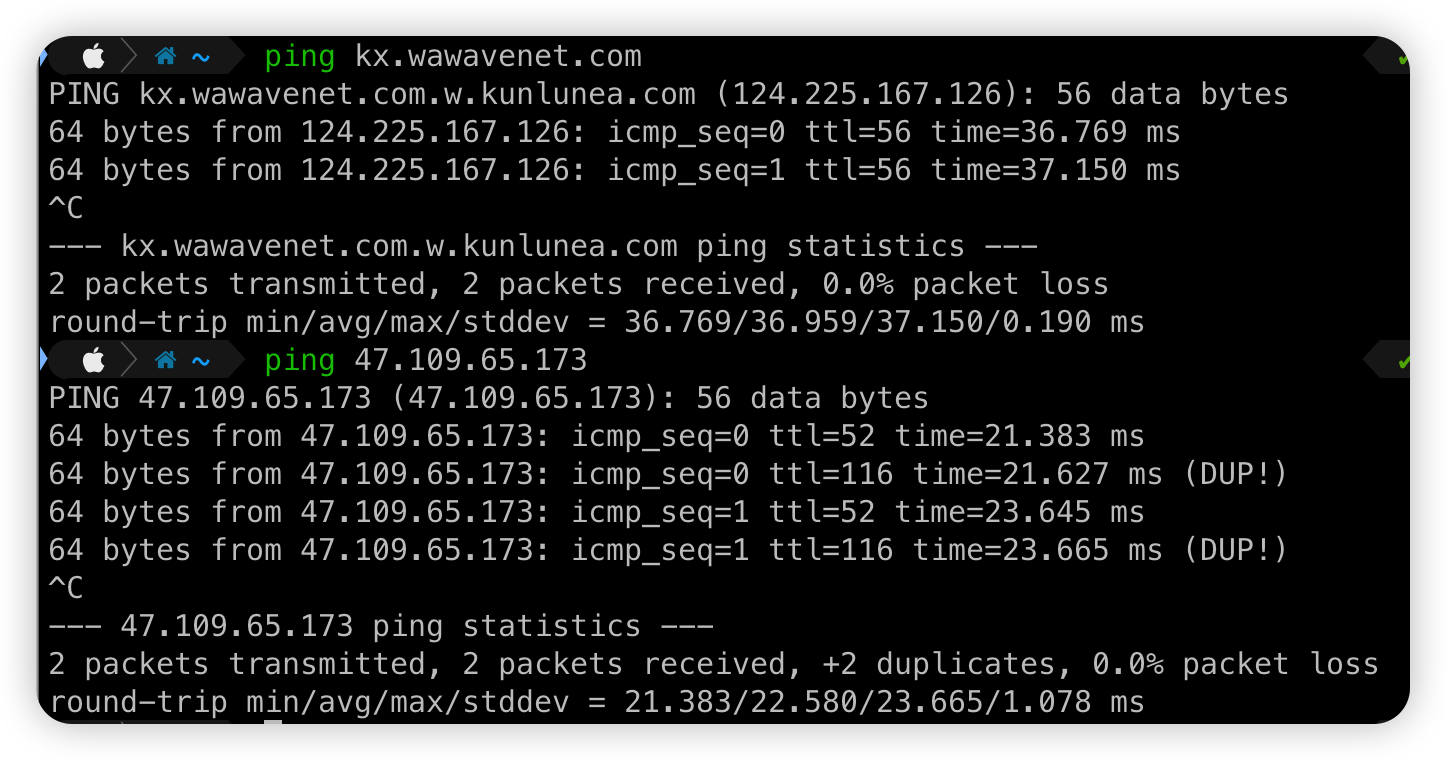 ~ ping kx.wawavenet.com
PING kx.wawavenet.com.w.kunlunea.com (124.225.167.126): 56 data bytes
64 bytes from 124.225.167.126: icmp_seq=0 ttl=56 time=36.769 ms
64 bytes from 124.225.167.126: icmp_seq=1 ttl=56 time=37.150 ms
^C
--- kx.wawavenet.com.w.kunlunea.com ping statistics ---
2 packets transmitted, 2 packets received, 0.0% packet loss
round-trip min/avg/max/stddev = 36.769/36.959/37.150/0.190 ms
~ ping 47.109.65.173
PING 47.109.65.173 (47.109.65.173): 56 data bytes
64 bytes from 47.109.65.173: icmp_seq=0 ttl=52 time=21.383 ms
64 bytes from 47.109.65.173: icmp_seq=0 ttl=116 time=21.627 ms (DUP!)
64 bytes from 47.109.65.173: icmp_seq=1 ttl=52 time=23.645 ms
64 bytes from 47.109.65.173: icmp_seq=1 ttl=116 time=23.665 ms (DUP!)
^C
--- 47.109.65.173 ping statistics ---
2 packets transmitted, 2 packets received, +2 duplicates, 0.0% packet loss
round-trip min/avg/max/stddev = 21.383/22.580/23.665/1.078 ms